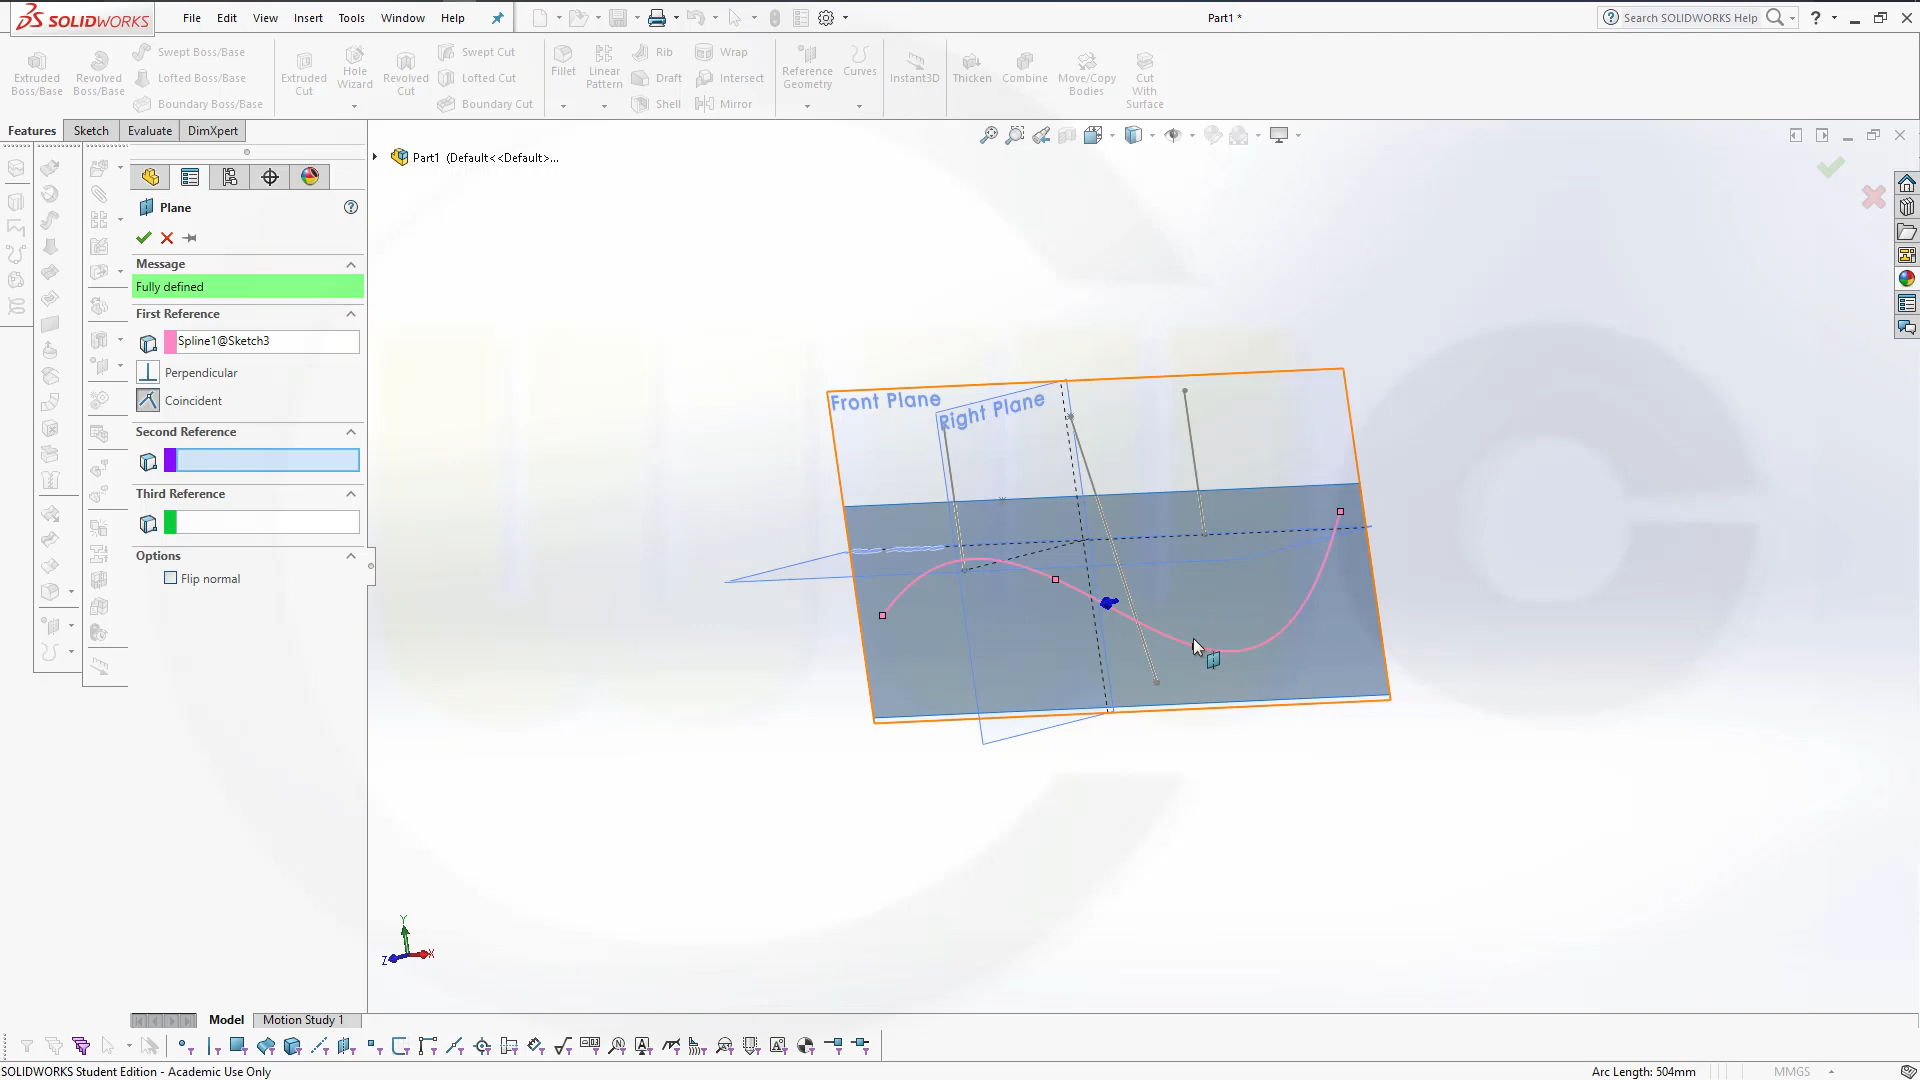 SOLIDWORKS
File Edit View Insert Tools Window Help
Part1 *
Search SOLIDWORKS Help
Extruded Boss/Base
Revolved Boss/Base
Swept Boss/Base
Lofted Boss/Base
Boundary Boss/Base
Extruded Cut
Hole Wizard
Revolved Cut
Swept Cut
Lofted Cut
Boundary Cut
Fillet
Linear Pattern
Rib
Draft
Shell
Wrap
Intersect
Mirror
Reference Geometry
Curves
Instant3D
Thicken
Combine
Move/Copy Bodies
Cut With Surface
Features Sketch Evaluate DimXpert
Part1 (Default<<Default>...
Plane
Message
Fully defined
First Reference
Spline1@Sketch3
Perpendicular
Coincident
Second Reference
Third Reference
Options
Flip normal
Front Plane
Right Plane
Y
X
Z
Model Motion Study 1
SOLIDWORKS Student Edition - Academic Use Only
Arc Length: 504mm
MMGS